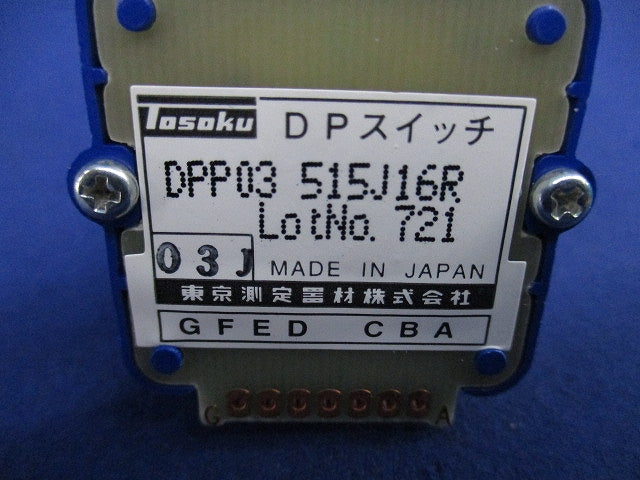 Tosoku DPスイッチ
DPP03 515J16R
LotNo. 721
03J MADE IN JAPAN
東京測定器材株式会社
GFED CBA
G A